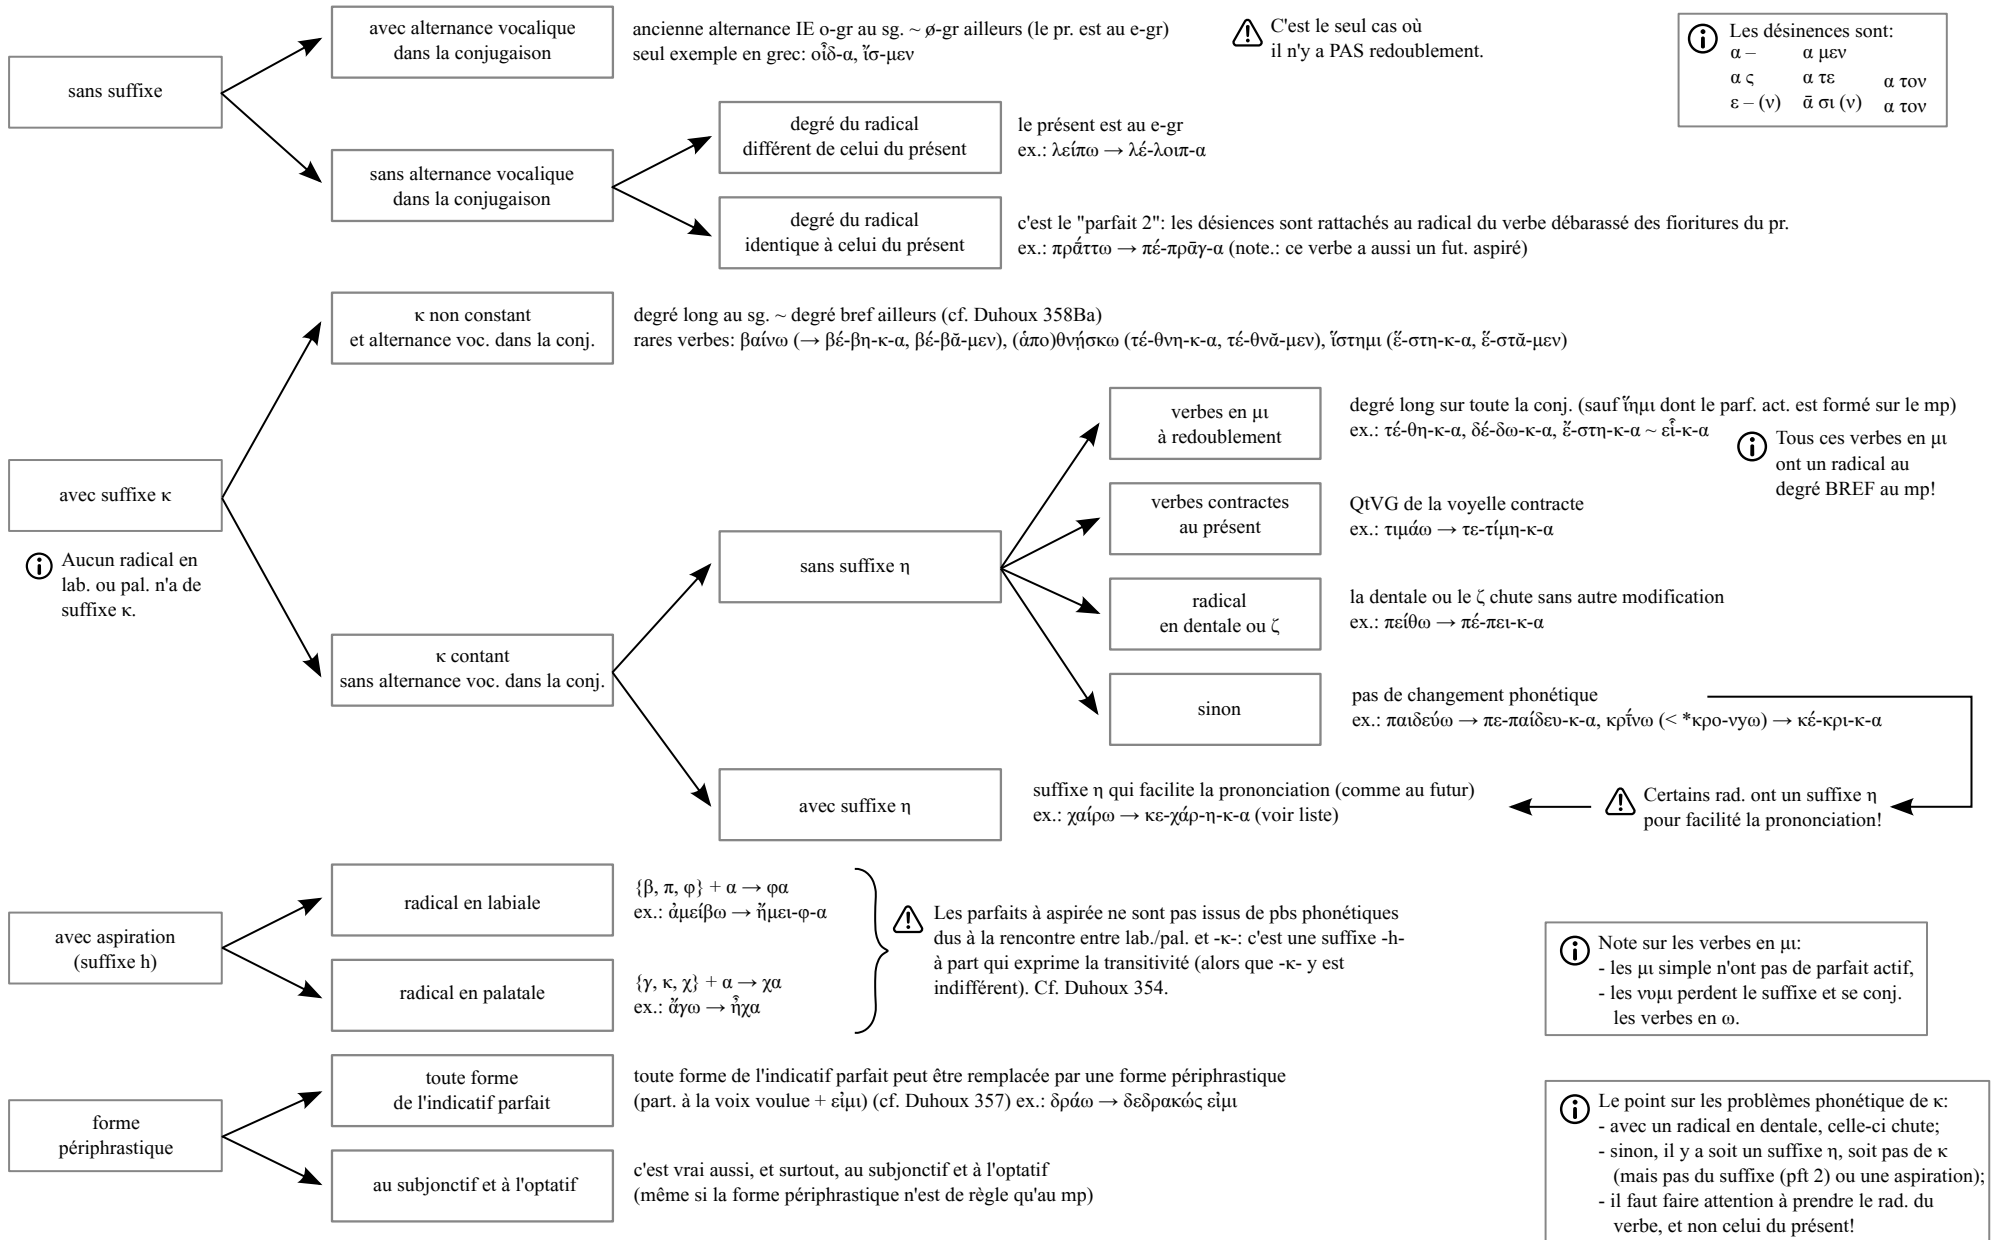 avec alternance vocalique
dans la conjugaison
ancienne alternance IE o-gr au sg. ~ ø-gr ailleurs (le pr. est au e-gr)
seul exemple en grec: οἶδ-α, ἴσ-μεν
C'est le seul cas où
il n'y a PAS redoublement.
Les désinences sont:
α – α μεν
α ς α τε α τον
ε – (ν) ᾱ σι (ν) α τον
sans suffixe
sans alternance vocalique
dans la conjugaison
degré du radical
différent de celui du présent
le présent est au e-gr
ex.: λείπω → λέ-λοιπ-α
degré du radical
identique à celui du présent
c'est le "parfait 2": les désiences sont rattachés au radical du verbe débarassé des fioritures du pr.
ex.: πρᾱ́ττω → πέ-πρᾱγ-α (note.: ce verbe a aussi un fut. aspiré)
κ non constant
et alternance voc. dans la conj.
degré long au sg. ~ degré bref ailleurs (cf. Duhoux 358Ba)
rares verbes: βαίνω (→ βέ-βη-κ-α, βέ-βᾰ-μεν), (ἁπο)θνῄσκω (τέ-θνη-κ-α, τέ-θνᾰ-μεν), ἵστημι (ἕ-στη-κ-α, ἕ-στᾰ-μεν)
avec suffixe κ
Aucun radical en
lab. ou pal. n'a de
suffixe κ.
κ contant
sans alternance voc. dans la conj.
sans suffixe η
verbes en μι
à redoublement
degré long sur toute la conj. (sauf ἵημι dont le parf. act. est formé sur le mp)
ex.: τέ-θη-κ-α, δέ-δω-κ-α, ἔ-στη-κ-α ~ εἶ-κ-α
Tous ces verbes en μι
ont un radical au
degré BREF au mp!
verbes contractes
au présent
QtVG de la voyelle contracte
ex.: τιμάω → τε-τίμη-κ-α
radical
en dentale ou ζ
la dentale ou le ζ chute sans autre modification
ex.: πείθω → πέ-πει-κ-α
sinon
pas de changement phonétique
ex.: παιδεύω → πε-παίδευ-κ-α, κρῑ́νω (< *κρο-νyω) → κέ-κρι-κ-α
avec suffixe η
suffixe η qui facilite la prononciation (comme au futur)
ex.: χαίρω → κε-χάρ-η-κ-α (voir liste)
Certains rad. ont un suffixe η
pour facilité la prononciation!
avec aspiration
(suffixe h)
radical en labiale
{β, π, φ} + α → φα
ex.: ἀμείβω → ἤμει-φ-α
radical en palatale
{γ, κ, χ} + α → χα
ex.: ἄγω → ἦχα
Les parfaits à aspirée ne sont pas issus de pbs phonétiques
dus à la rencontre entre lab./pal. et -κ-: c'est une suffixe -h-
à part qui exprime la transitivité (alors que -κ- y est
indifférent). Cf. Duhoux 354.
Note sur les verbes en μι:
- les μι simple n'ont pas de parfait actif,
- les νυμι perdent le suffixe et se conj.
les verbes en ω.
forme
périphrastique
toute forme
de l'indicatif parfait
toute forme de l'indicatif parfait peut être remplacée par une forme périphrastique
(part. à la voix voulue + εἰμι) (cf. Duhoux 357) ex.: δράω → δεδρακώς εἰμι
au subjonctif et à l'optatif
c'est vrai aussi, et surtout, au subjonctif et à l'optatif
(même si la forme périphrastique n'est de règle qu'au mp)
Le point sur les problèmes phonétique de κ:
- avec un radical en dentale, celle-ci chute;
- sinon, il y a soit un suffixe η, soit pas de κ
(mais pas du suffixe (pft 2) ou une aspiration);
- il faut faire attention à prendre le rad. du
verbe, et non celui du présent!